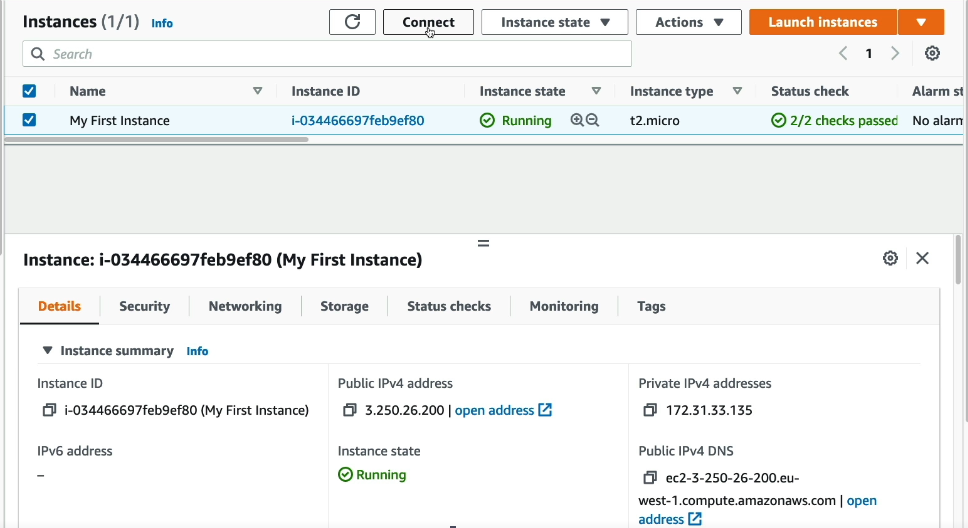 Instances (1/1) Info Connect Instance state Actions Launch instances
Search 1
Name Instance ID Instance state Instance type Status check Alarm st
My First Instance i-034466697feb9ef80 Running t2.micro 2/2 checks passed No alarm
Instance: i-034466697feb9ef80 (My First Instance)
Details Security Networking Storage Status checks Monitoring Tags
Instance summary Info
Instance ID
i-034466697feb9ef80 (My First Instance)
Public IPv4 address
3.250.26.200 | open address
Private IPv4 addresses
172.31.33.135
IPv6 address
–
Instance state
Running
Public IPv4 DNS
ec2-3-250-26-200.eu-
west-1.compute.amazonaws.com | open
address